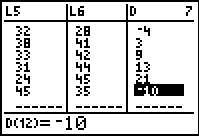 L5 L6 D 7
32 28 -4
38 41 3
33 42 9
31 44 13
24 45 21
45 35 -10
------ ------ ------
D(12)=-10